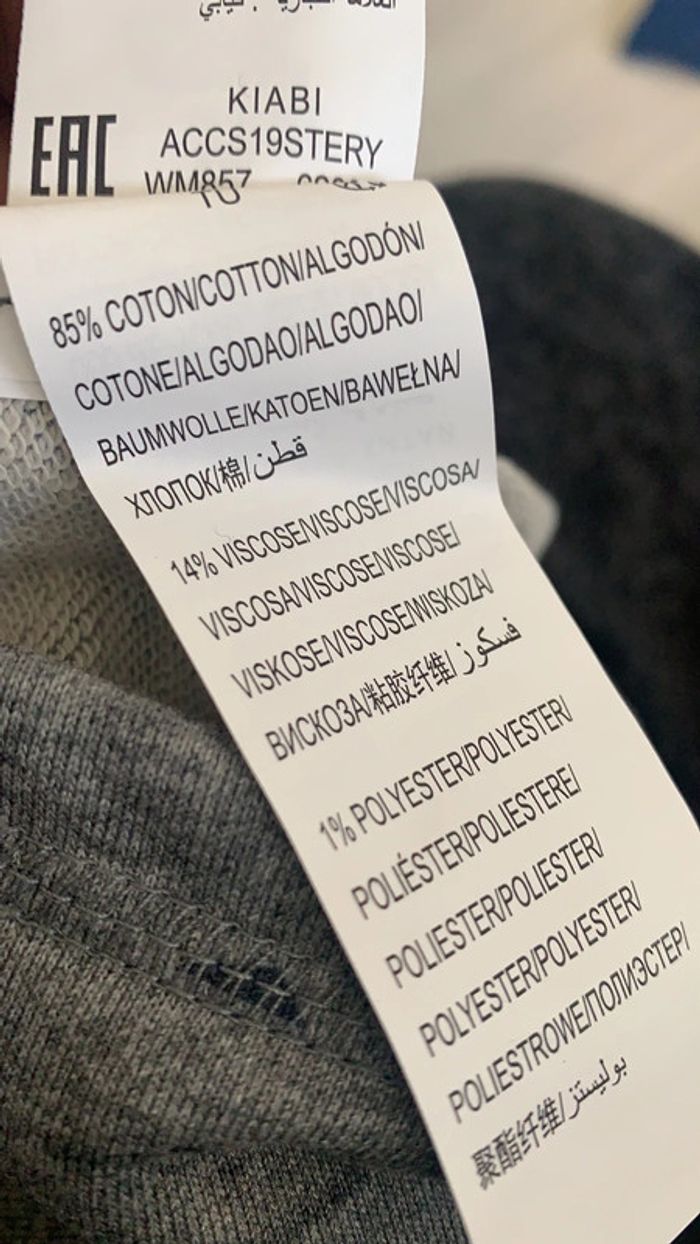 KIABI
EAC
ACCS19STERY
WM857
85% COTON/COTTON/ALGODÓN/
COTONE/ALGODAO/ALGODAO/
BAUMWOLLE/KATOEN/BAWEŁNA/
ХЛОПОК/棉/قطن
14% VISCOSE/VISCOSE/VISCOSA/
VISCOSA/VISCOSE/VISCOSE/
VISKOSE/VISCOSE/WISKOZA/
ВИСКОЗА/粘胶纤维/فسكوز
1% POLYESTER/POLYESTER/
POLIÉSTER/POLIESTERE/
POLIESTER/POLIESTER/
POLYESTER/POLYESTER/
POLIESTROWE/ПОЛИЭСТЕР/
聚酯纤维/بوليستز